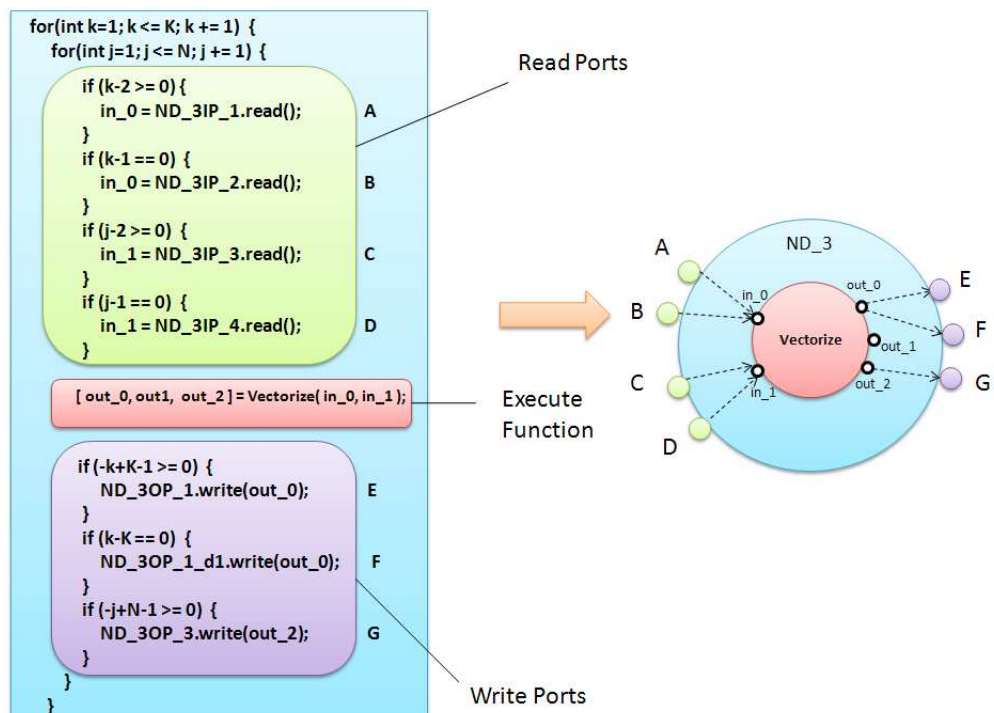 for(int k=1; k <= K; k += 1) {
for(int j=1; j <= N; j += 1) {
if (k-2 >= 0) {
in_0 = ND_3IP_1.read();
A
}
if (k-1 == 0) {
in_0 = ND_3IP_2.read();
B
}
if (j-2 >= 0) {
in_1 = ND_3IP_3.read();
C
}
if (j-1 == 0) {
in_1 = ND_3IP_4.read();
D
}
[ out_0, out1, out_2 ] = Vectorize( in_0, in_1 );
if (-k+K-1 >= 0) {
ND_3OP_1.write(out_0);
E
}
if (k-K == 0) {
ND_3OP_1_d1.write(out_0);
F
}
if (-j+N-1 >= 0) {
ND_3OP_3.write(out_2);
G
}
}
}
Read Ports
Execute
Function
Write Ports
ND_3
A
B
C
D
in_0
in_1
Vectorize
out_0
out_1
out_2
E
F
G